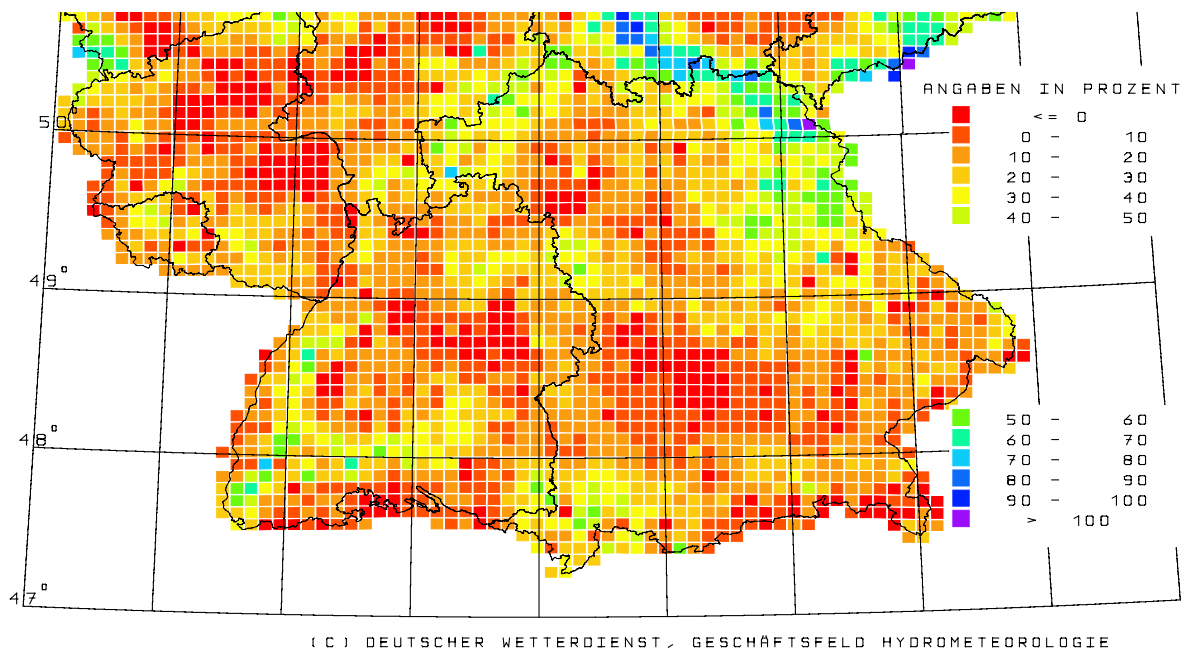 ANGABEN IN PROZENT
<= 0
0 - 10
10 - 20
20 - 30
30 - 40
40 - 50
50°
49°
48°
50 - 60
60 - 70
70 - 80
80 - 90
90 - 100
> 100
47°
(C) DEUTSCHER WETTERDIENST, GESCHÄFTSFELD HYDROMETEOROLOGIE